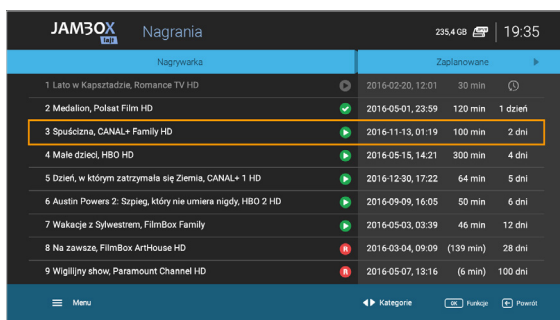 JAMBOX lajt Nagrania 235,4 GB 19:35
Nagrywarka Zaplanowane
1 Lato w Kapsztadzie, Romance TV HD 2016-02-20, 12:01 30 min
2 Medalion, Polsat Film HD 2016-05-01, 23:59 120 min 1 dzień
3 Spuścizna, CANAL+ Family HD 2016-11-13, 01:19 100 min 2 dni
4 Małe dzieci, HBO HD 2016-05-15, 14:21 300 min 4 dni
5 Dzień, w którym zatrzymała się Ziemia, CANAL+ 1 HD 2016-12-30, 17:22 64 min 5 dni
6 Austin Powers 2: Szpieg, który nie umiera nigdy, HBO 2 HD 2016-09-09, 16:05 50 min 6 dni
7 Wakacje z Sylwestrem, FilmBox Family 2016-05-03, 03:39 46 min 12 dni
8 Na zawsze, FilmBox ArtHouse HD R 2016-03-04, 09:09 (139 min) 28 dni
9 Wigilijny show, Paramount Channel HD R 2016-05-07, 13:16 (6 min) 100 dni
Menu Kategorie OK Funkcje Powrót